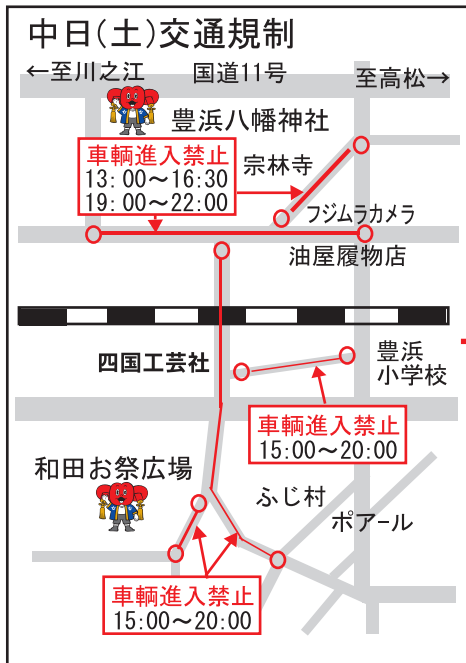 中日(土)交通規制
←至川之江
国道11号
至高松→
豊浜八幡神社
車輌進入禁止
13:00～16:30
19:00～22:00
宗林寺
フジムラカメラ
油屋履物店
四国工芸社
豊浜
小学校
車輌進入禁止
15:00～20:00
和田お祭広場
ふじ村
ポアール
車輌進入禁止
15:00～20:00